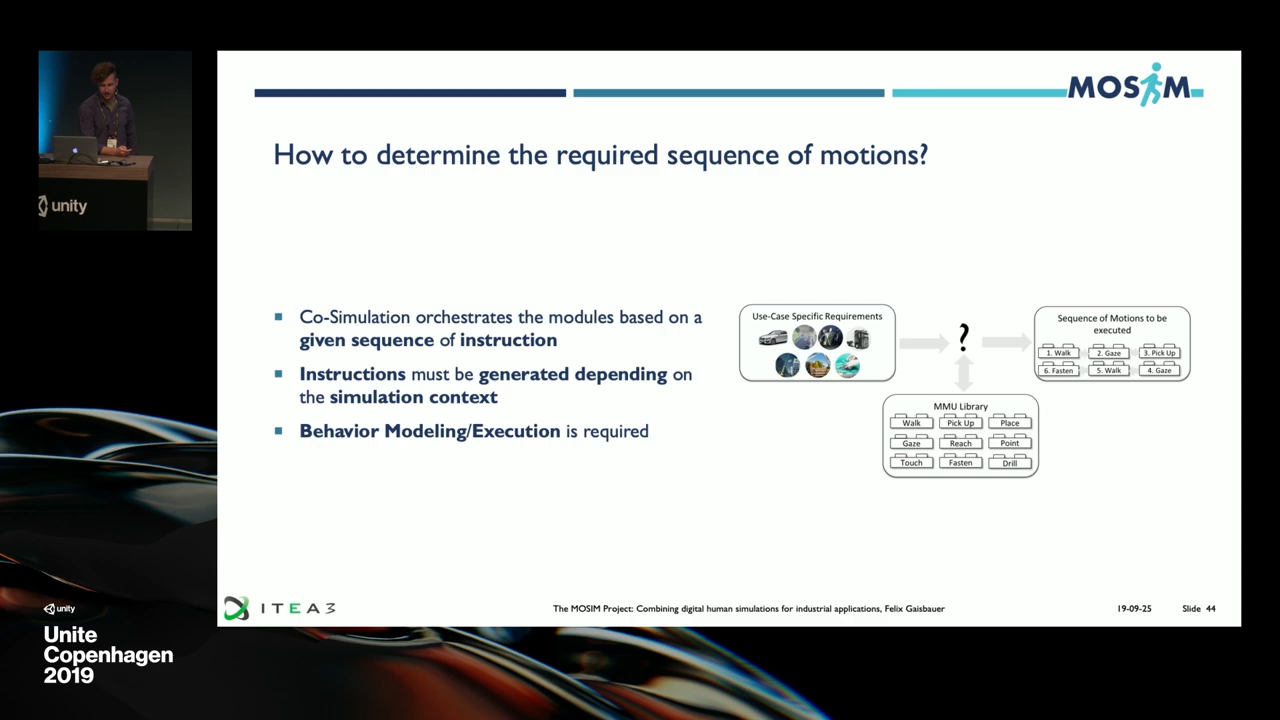 unity
MOSIM
How to determine the required sequence of motions?
Co-Simulation orchestrates the modules based on a
given sequence of instruction
Instructions must be generated depending on
the simulation context
Behavior Modeling/Execution is required
Use-Case Specific Requirements
?
Sequence of Motions to be
executed
1. Walk 2. Gaze 3. Pick Up
6. Fasten 5. Walk 4. Gaze
MMU Library
Walk Pick Up Place
Gaze Reach Point
Touch Fasten Drill
ITEA3
The MOSIM Project: Combining digital human simulations for industrial applications, Felix Gaisbauer
19-09-25
Slide 44
unity
Unite
Copenhagen
2019